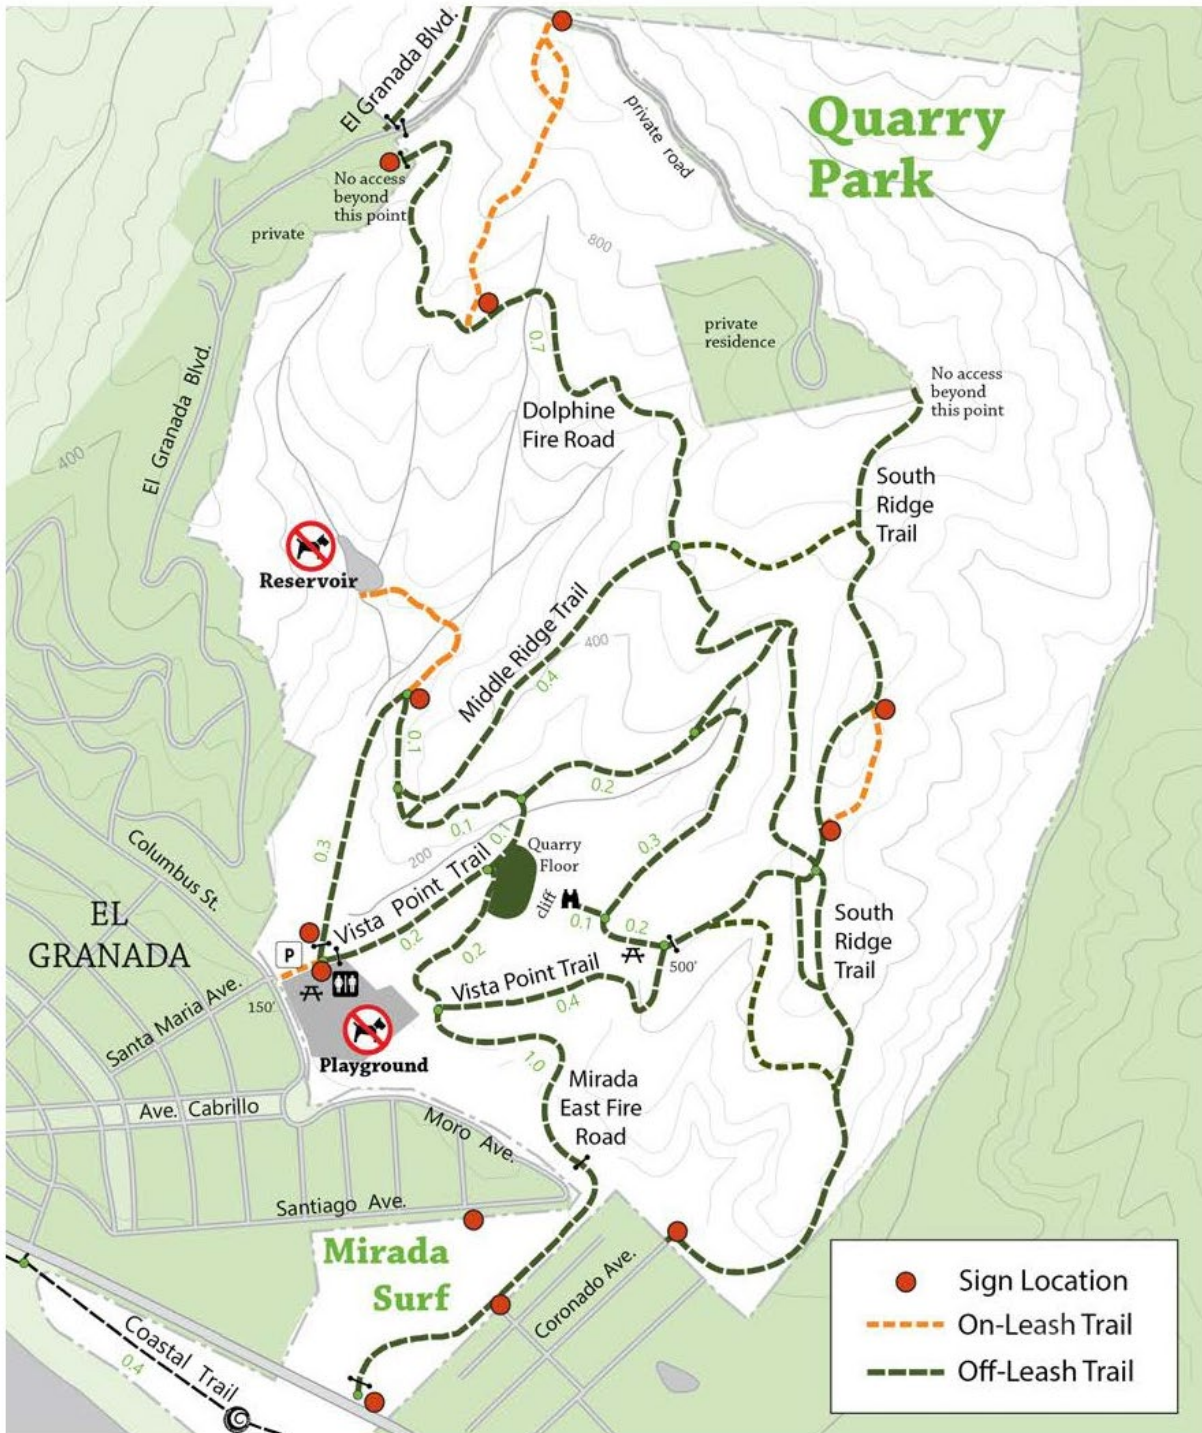 El Granada Blvd.
Quarry
Park
private road
No access
beyond
this point
private
800
private
residence
0.7
No access
beyond
this point
El Granada Blvd.
400
Dolphine
Fire Road
South
Ridge
Trail
Reservoir
Middle Ridge Trail
400
0.4
0.1
0.2
0.1
0.1
0.3
200
Quarry
Floor
cliff
0.3
Columbus St.
Vista Point Trail
0.2
0.1
0.2
EL
GRANADA
P
South
Ridge
Trail
0.2
500'
Vista Point Trail
0.4
Santa Maria Ave.
150'
Playground
1.0
Mirada
East Fire
Road
Ave. Cabrillo
Moro Ave.
Santiago Ave.
Mirada
Surf
Coronado Ave.
Coastal Trail
0.4
Sign Location
On-Leash Trail
Off-Leash Trail